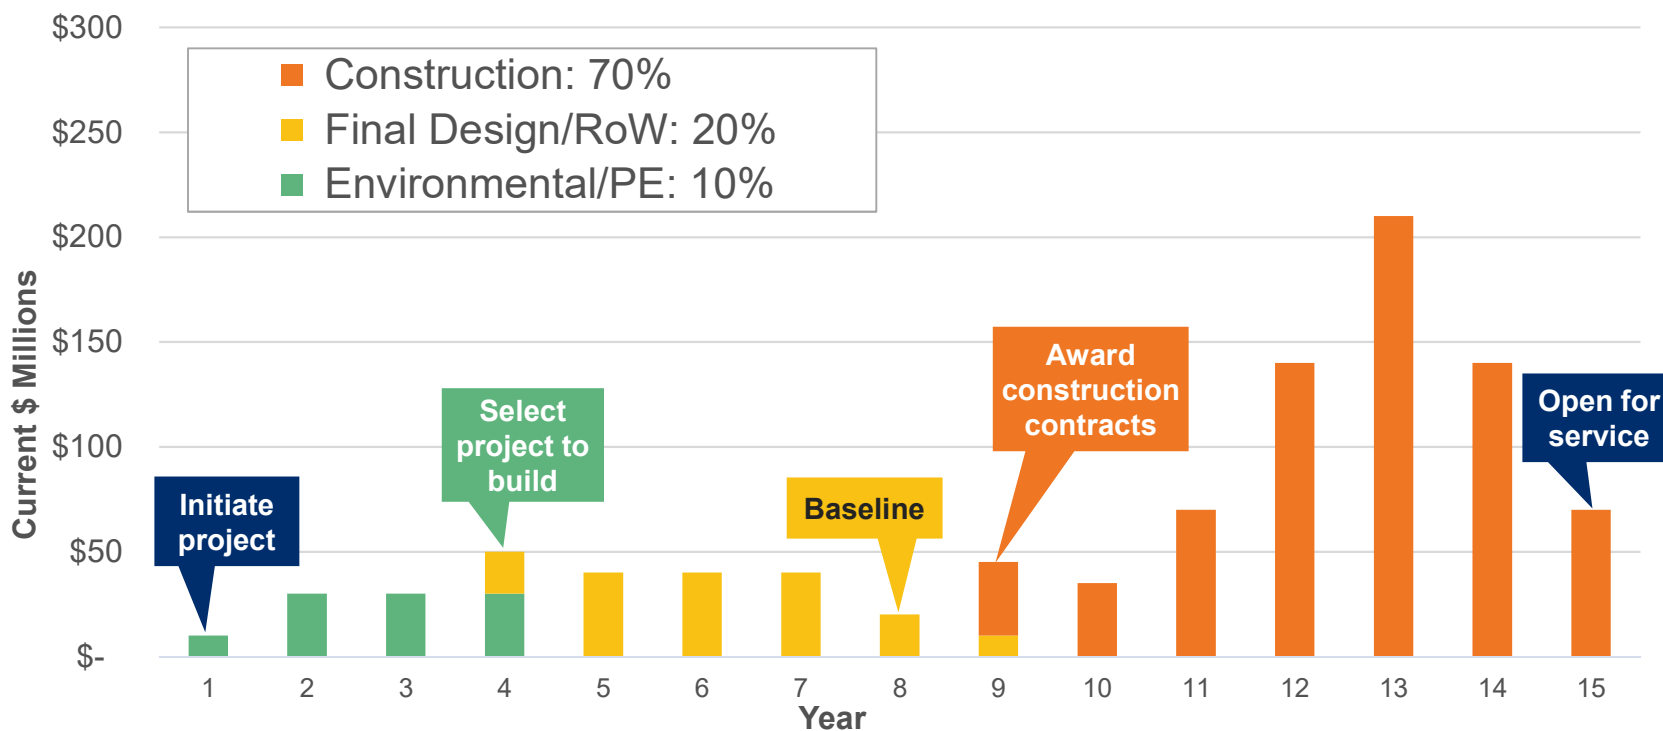 $300
$250
$200
$150
$100
$50
$-
Current $ Millions
Construction: 70%
Final Design/RoW: 20%
Environmental/PE: 10%
Initiate
project
Select
project to
build
Baseline
Award
construction
contracts
Open for
service
1 2 3 4 5 6 7 8 9 10 11 12 13 14 15
Year